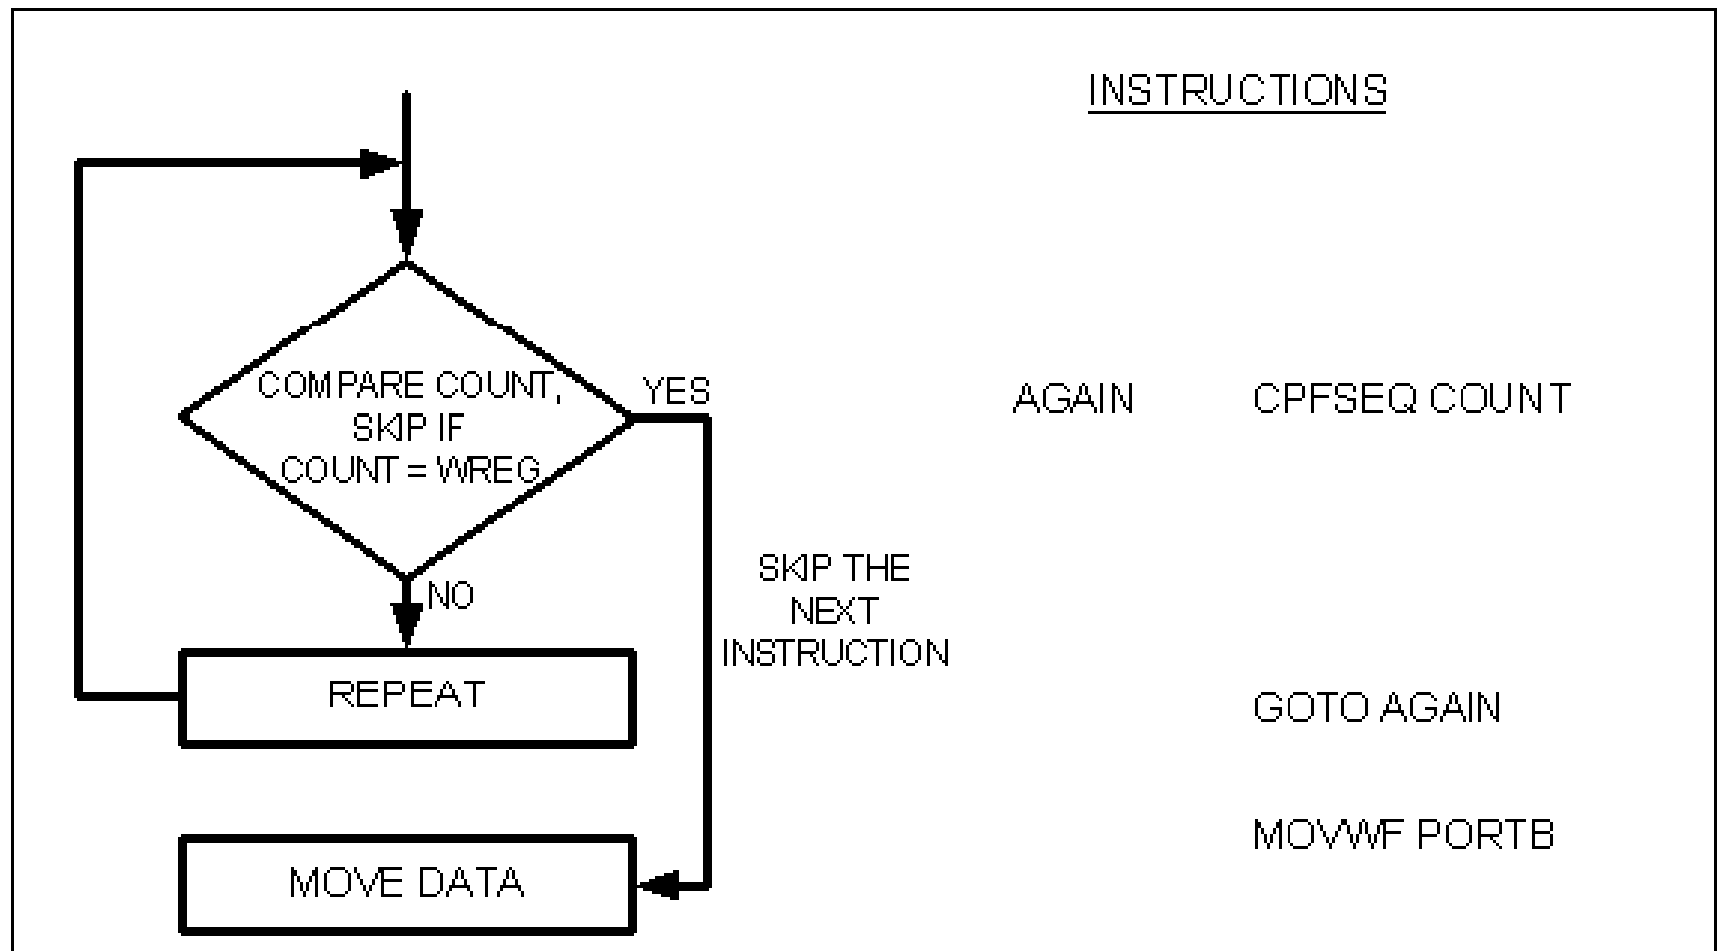 INSTRUCTIONS
COMPARE COUNT,
SKIP IF
COUNT = WREG
YES
AGAIN CPFSEQ COUNT
NO
SKIP THE
NEXT
INSTRUCTION
REPEAT
GOTO AGAIN
MOVE DATA
MOVWF PORTB